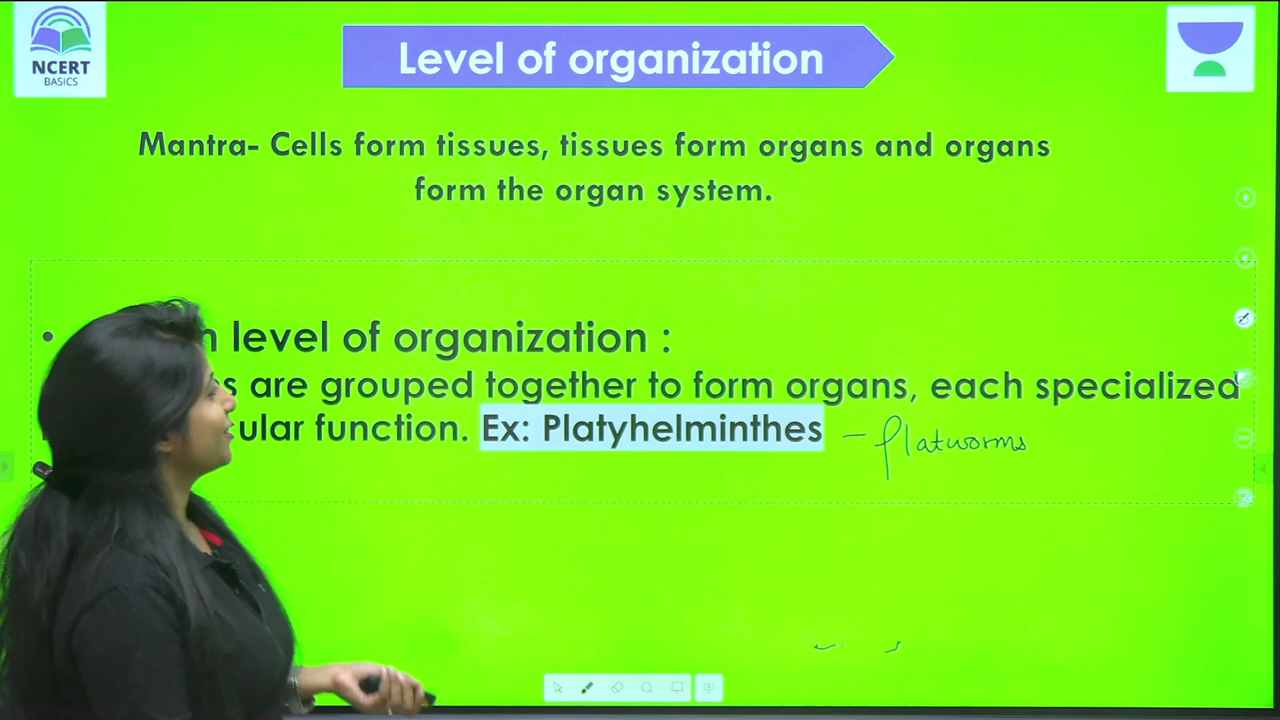 NCERT
BASICS
Level of organization
Mantra- Cells form tissues, tissues form organs and organs
form the organ system.
• n level of organization :
s are grouped together to form organs, each specialized
ular function. Ex: Platyhelminthes – flatworms